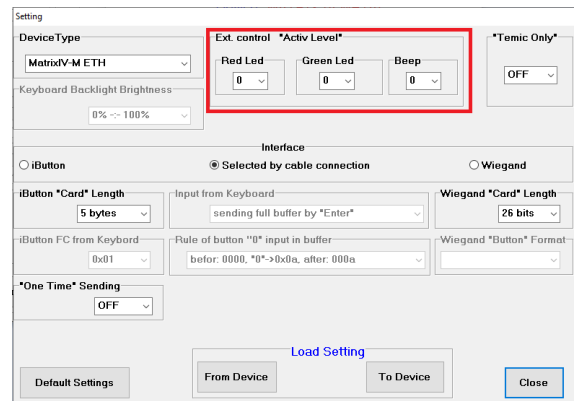 Setting
DeviceType
MatrixIV-M ETH
Ext. control "Activ Level"
Red Led
0
Green Led
0
Beep
0
"Temic Only"
OFF
Keyboard Backlight Brightness
0% -:- 100%
Interface
iButton
Selected by cable connection
Wiegand
iButton "Card" Length
5 bytes
Input from Keyboard
sending full buffer by "Enter"
Wiegand "Card" Length
26 bits
iButton FC from Keybord
0x01
Rule of button "0" input in buffer
befor: 0000, "0"->0x0a, after: 000a
Wiegand "Button" Format
"One Time" Sending
OFF
Load Setting
Default Settings
From Device
To Device
Close